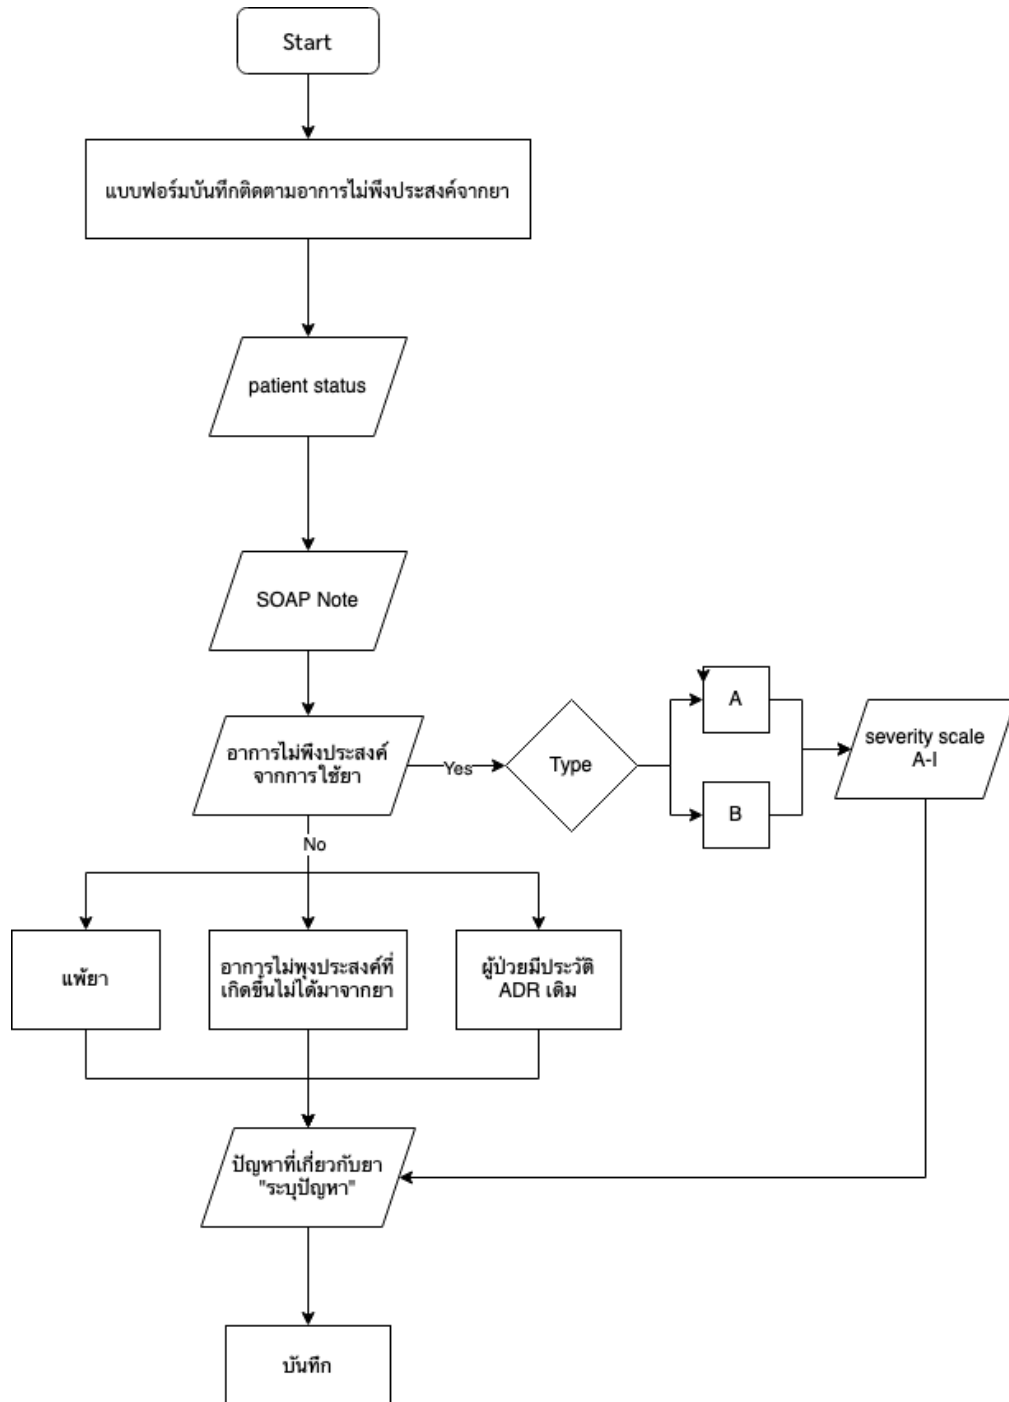 Start
แบบฟอร์มบันทึกติดตามอาการไม่พึงประสงค์จากยา
patient status
SOAP Note
อาการไม่พึงประสงค์
จากการใช้ยา
Yes
Type
A
B
severity scale
A-I
No
แพ้ยา
อาการไม่พุงประสงค์ที่
เกิดขึ้นไม่ได้มาจากยา
ผู้ป่วยมีประวัติ
ADR เดิม
ปัญหาที่เกี่ยวกับยา
"ระบุปัญหา"
บันทึก